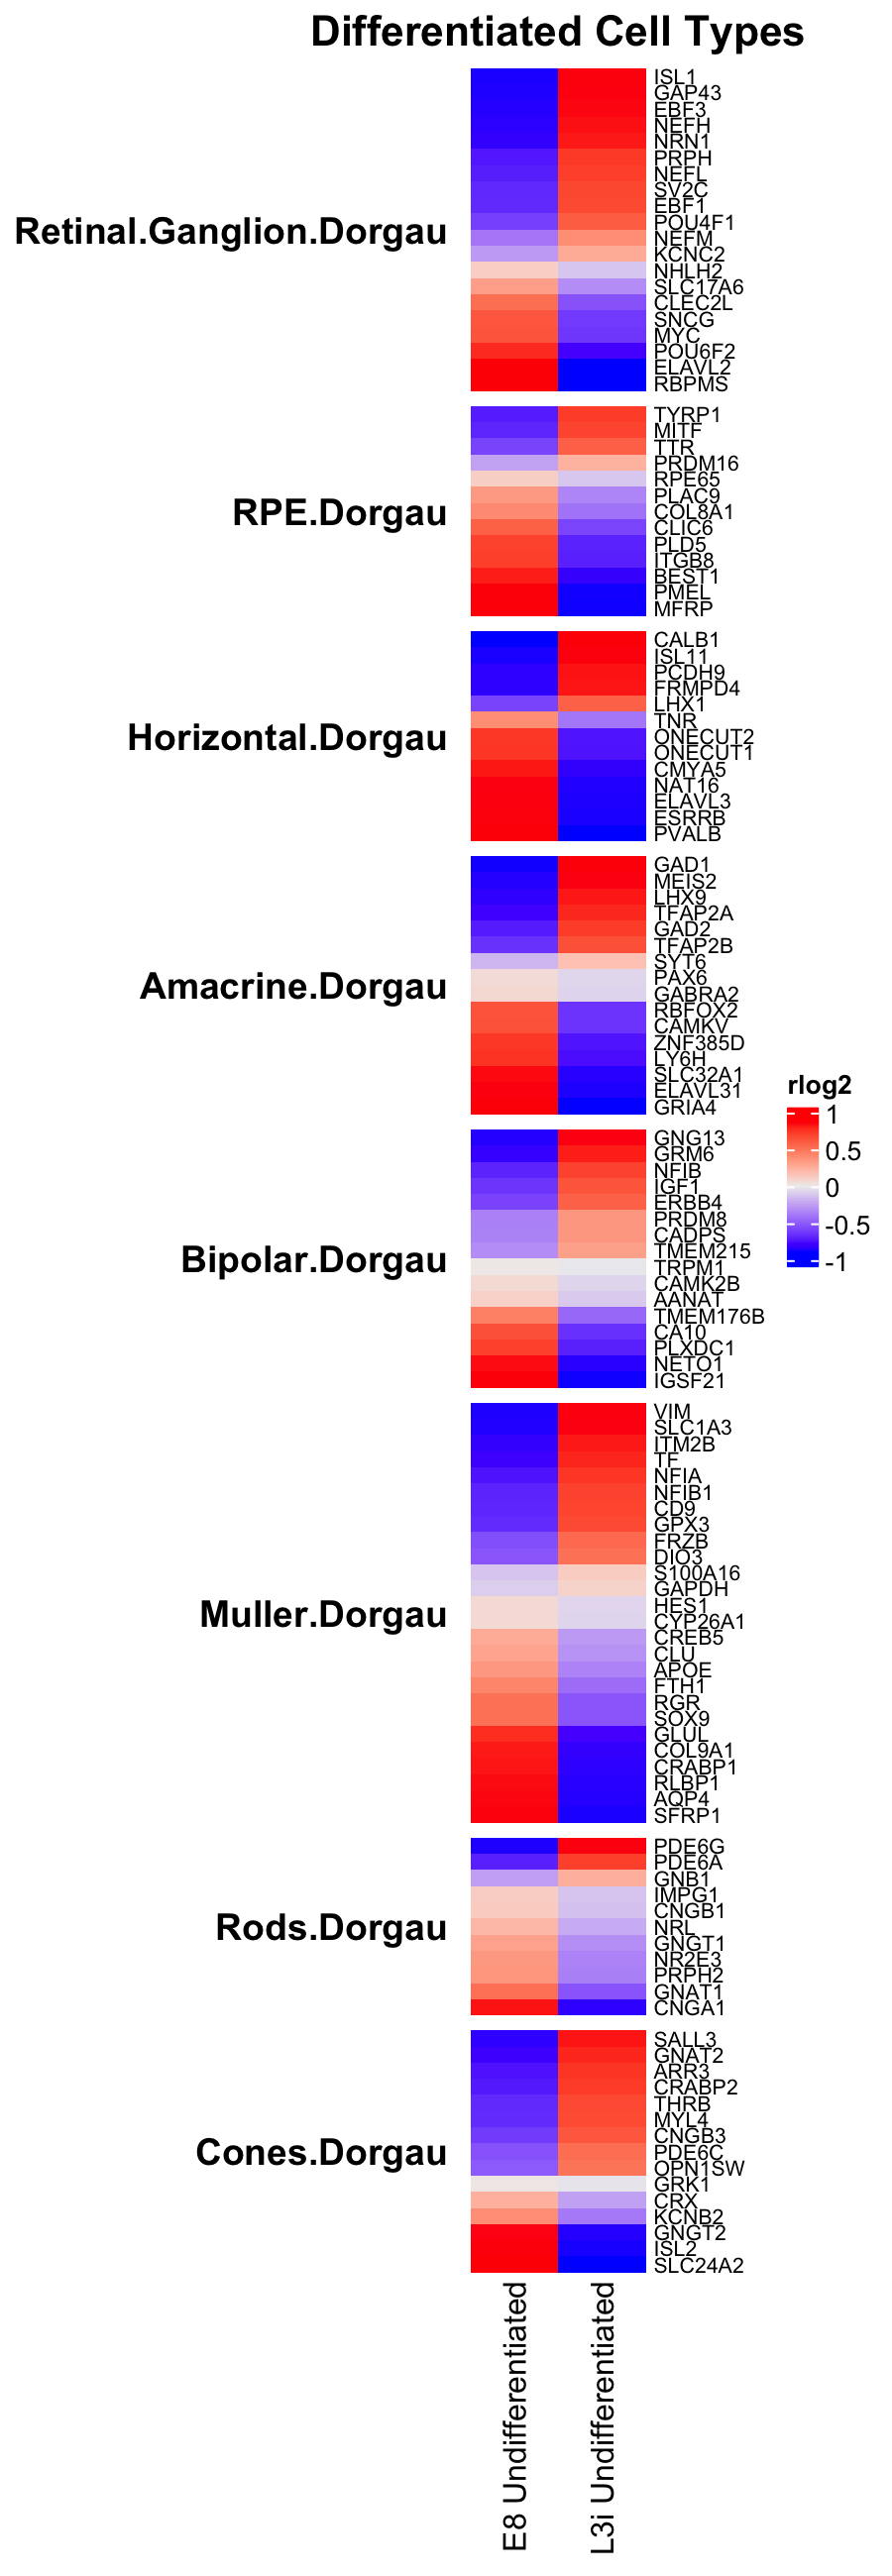 Differentiated Cell Types
Retinal.Ganglion.Dorgau
ISL1
GAP43
EBF3
NEFH
NRN1
PRPH
NEFL
SV2C
EBF1
POU4F1
NEFM
KCNC2
NHLH2
SLC17A6
CLEC2L
SNCG
MYC
POU6F2
ELAVL2
RBPMS
RPE.Dorgau
TYRP1
MITF
TTR
PRDM16
RPE65
PLAC9
COL8A1
CLIC6
PLD5
ITGB8
BEST1
PMEL
MFRP
Horizontal.Dorgau
CALB1
ISL11
PCDH9
FRMPD4
LHX1
TNR
ONECUT2
ONECUT1
CMYA5
NAT16
ELAVL3
ESRRB
PVALB
Amacrine.Dorgau
GAD1
MEIS2
LHX9
TFAP2A
GAD2
TFAP2B
SYT6
PAX6
GABRA2
RBFOX2
CAMKV
ZNF385D
LY6H
SLC32A1
ELAVL31
GRIA4
Bipolar.Dorgau
GNG13
GRM6
NFIB
IGF1
ERBB4
PRDM8
CADPS
TMEM215
TRPM1
CAMK2B
AANAT
TMEM176B
CA10
PLXDC1
NETO1
IGSF21
Muller.Dorgau
VIM
SLC1A3
ITM2B
TF
NFIA
NFIB1
CD9
GPX3
FRZB
DIO3
S100A16
GAPDH
HES1
CYP26A1
CREB5
CLU
APOE
FTH1
RGR
SOX9
GLUL
COL9A1
CRABP1
RLBP1
AQP4
SFRP1
Rods.Dorgau
PDE6G
PDE6A
GNB1
IMPG1
CNGB1
NRL
GNGT1
NR2E3
PRPH2
GNAT1
CNGA1
Cones.Dorgau
SALL3
GNAT2
ARR3
CRABP2
THRB
MYL4
CNGB3
PDE6C
OPN1SW
GRK1
CRX
KCNB2
GNGT2
ISL2
SLC24A2
E8 Undifferentiated
L3i Undifferentiated
rlog2
1
0.5
0
-0.5
-1